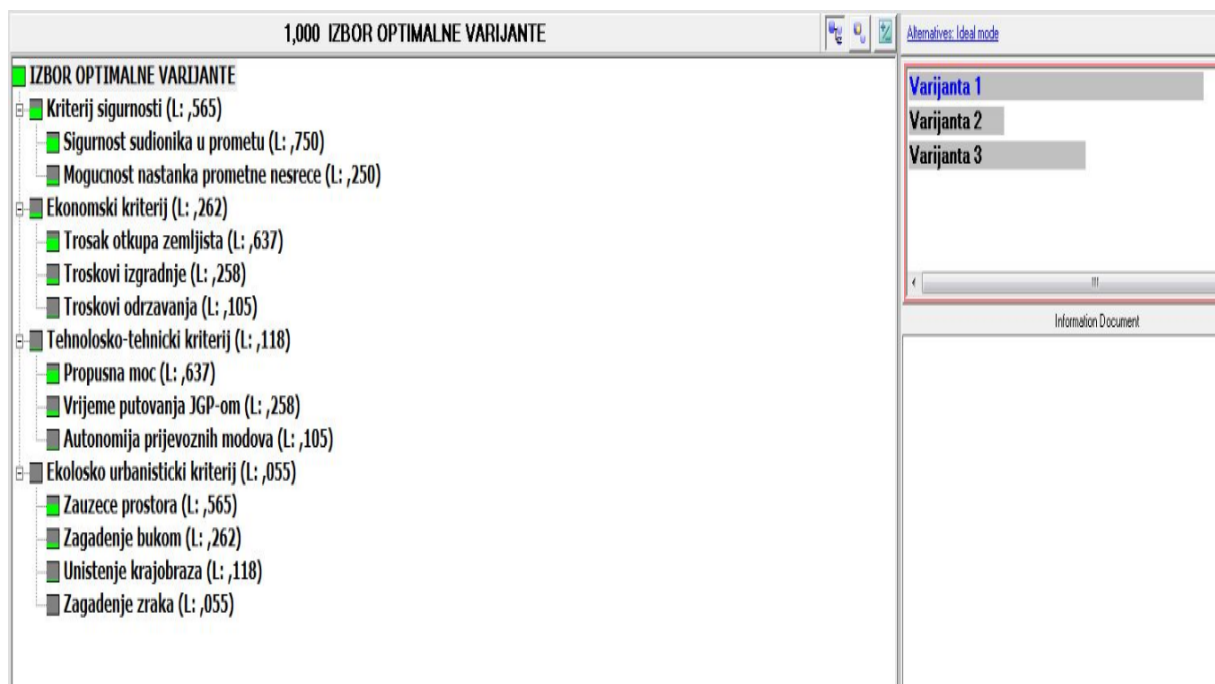 1,000 IZBOR OPTIMALNE VARIJANTE
IZBOR OPTIMALNE VARIJANTE
Kriterij sigurnosti (L: ,565)
Sigurnost sudionika u prometu (L: ,750)
Mogucnost nastanka prometne nesrece (L: ,250)
Ekonomski kriterij (L: ,262)
Trosak otkupa zemljista (L: ,637)
Troskovi izgradnje (L: ,258)
Troskovi odrzavanja (L: ,105)
Tehnolosko-tehnicki kriterij (L: ,118)
Propusna moc (L: ,637)
Vrijeme putovanja JGP-om (L: ,258)
Autonomija prijevoznih modova (L: ,105)
Ekolosko urbanisticki kriterij (L: ,055)
Zauzece prostora (L: ,565)
Zagadenje bukom (L: ,262)
Unistenje krajobraza (L: ,118)
Zagadenje zraka (L: ,055)
Alternatives: Ideal mode
Varijanta 1
Varijanta 2
Varijanta 3
Information Document